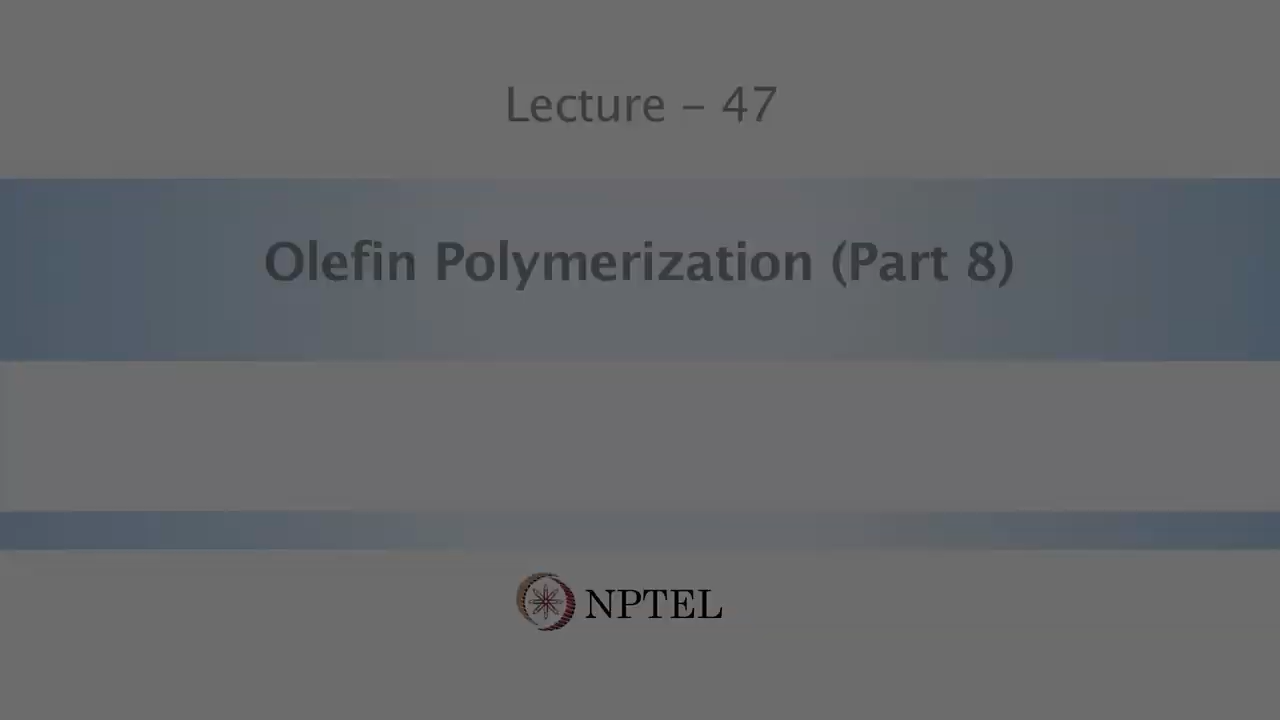 Lecture – 47
Olefin Polymerization (Part 8)
NPTEL